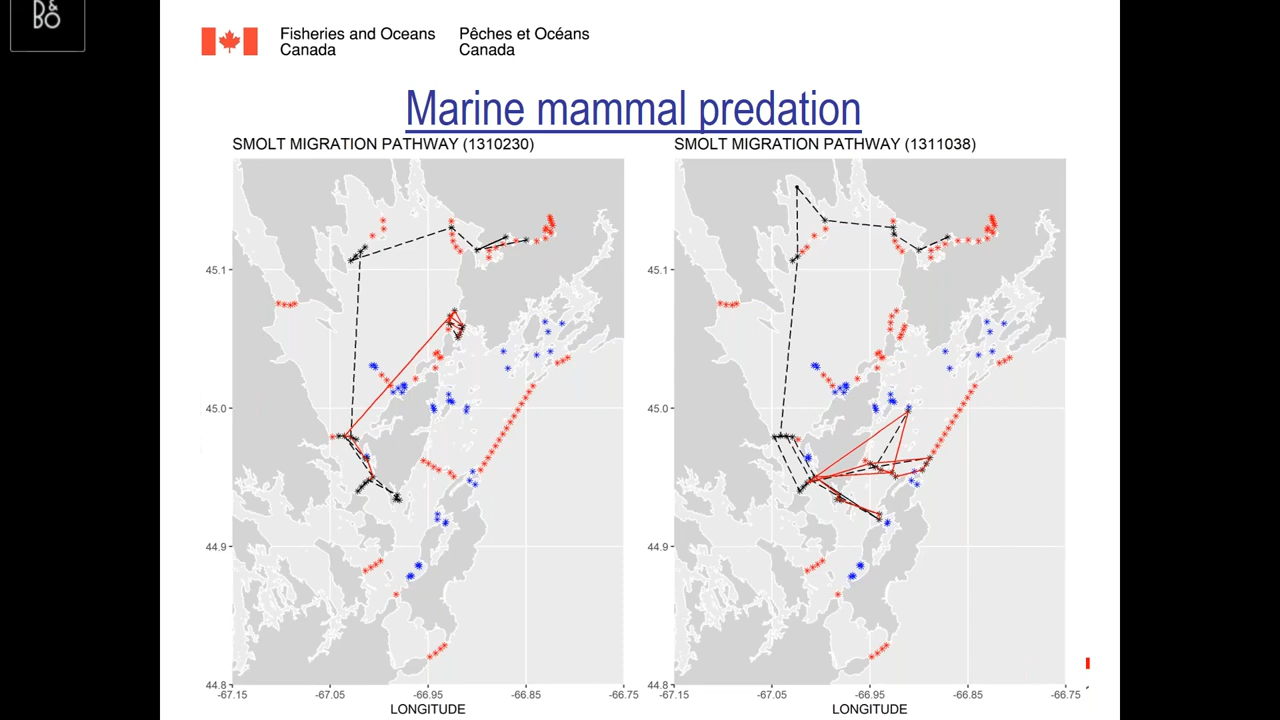 B&
BO
Fisheries and Oceans
Canada
Pêches et Océans
Canada
Marine mammal predation
SMOLT MIGRATION PATHWAY (1310230)
SMOLT MIGRATION PATHWAY (1311038)
45.1
45.0
44.9
44.8
-67.15
-67.05
-66.95
-66.85
-66.75
LONGITUDE
45.1
45.0
44.9
44.8
-67.15
-67.05
-66.95
-66.85
-66.75
LONGITUDE